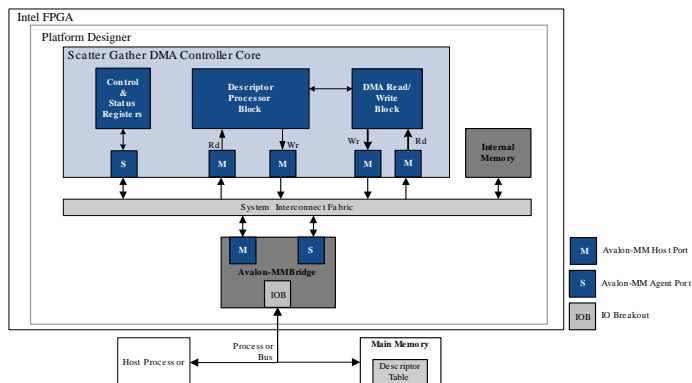 Intel FPGA
Platform Designer
Scatter Gather DMA Controller Core
Control
&
Status
Registers
Descriptor
Processor
Block
DMA Read/
Write
Block
Rd
Wr
Wr
Rd
Internal
Memory
S
M
M
M
M
System Interconnect Fabric
M
S
Avalon-MMBridge
IOB
M
Avalon-MM Host Port
S
Avalon-MM Agent Port
IOB
IO Breakout
Processor
Bus
Host Processor
Main Memory
Descriptor
Table